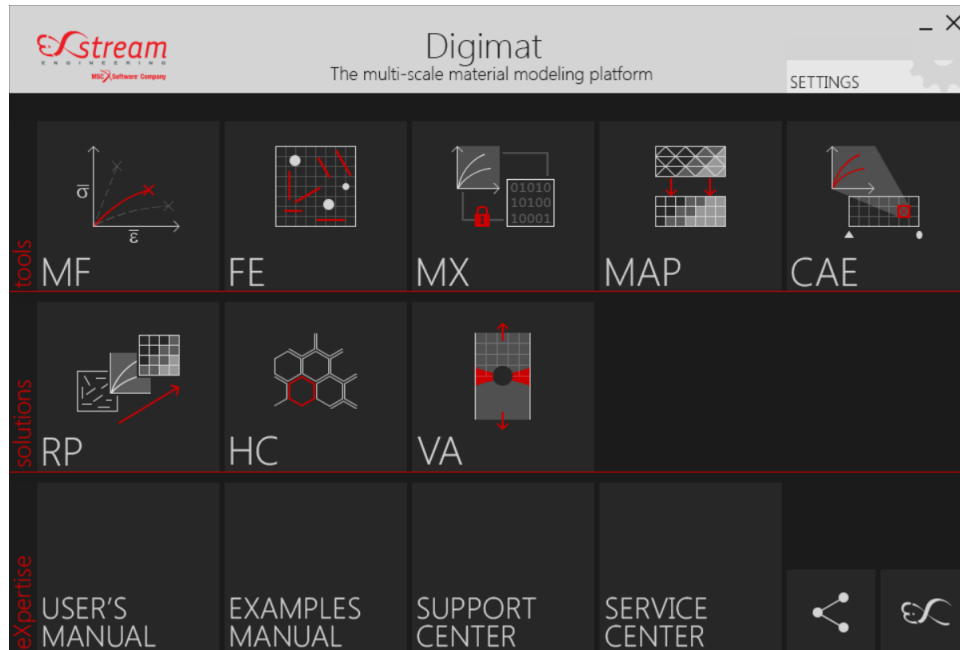 eXstream
ENGINEERING
MSC Software Company
Digimat
The multi-scale material modeling platform
SETTINGS
tools
σ
ε
MF
FE
01010
10100
10001
MX
MAP
CAE
solutions
RP
HC
VA
eXpertise
USER'S
MANUAL
EXAMPLES
MANUAL
SUPPORT
CENTER
SERVICE
CENTER
eX